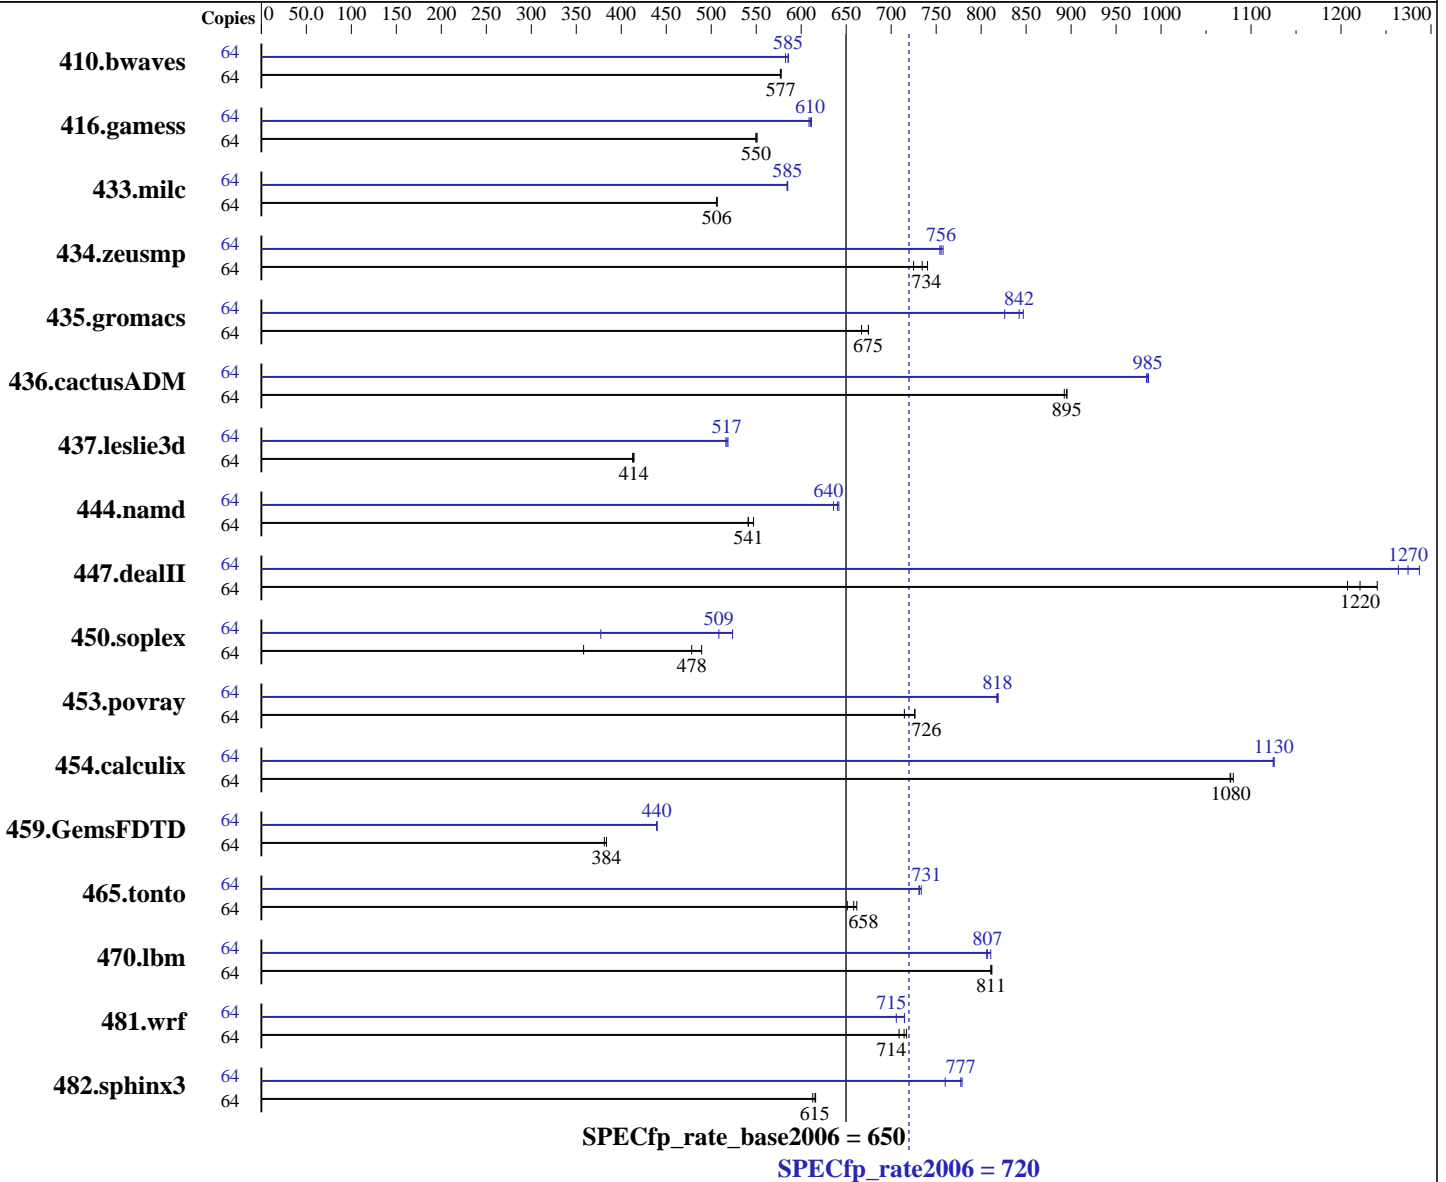 Copies 0 50.0 100 150 200 250 300 350 400 450 500 550 600 650 700 750 800 850 900 950 1000 1100 1200 1300
410.bwaves 64 585
64 577
416.gamess 64 610
64 550
433.milc 64 585
64 506
434.zeusmp 64 756
64 734
435.gromacs 64 842
64 675
436.cactusADM 64 985
64 895
437.leslie3d 64 517
64 414
444.namd 64 640
64 541
447.dealII 64 1270
64 1220
450.soplex 64 509
64 478
453.povray 64 818
64 726
454.calculix 64 1130
64 1080
459.GemsFDTD 64 440
64 384
465.tonto 64 731
64 658
470.lbm 64 807
64 811
481.wrf 64 715
64 714
482.sphinx3 64 777
64 615
SPECfp_rate_base2006 = 650
SPECfp_rate2006 = 720